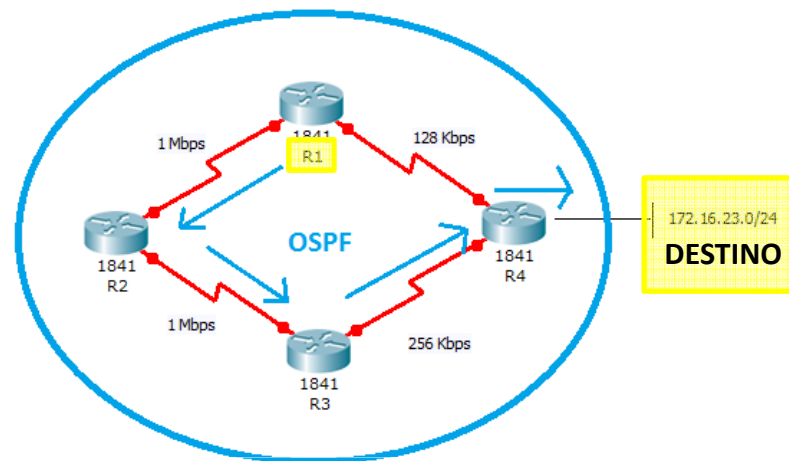 1841
R1
1 Mbps
128 Kbps
172.16.23.0/24
DESTINO
OSPF
1841
R2
1841
R4
1 Mbps
256 Kbps
1841
R3